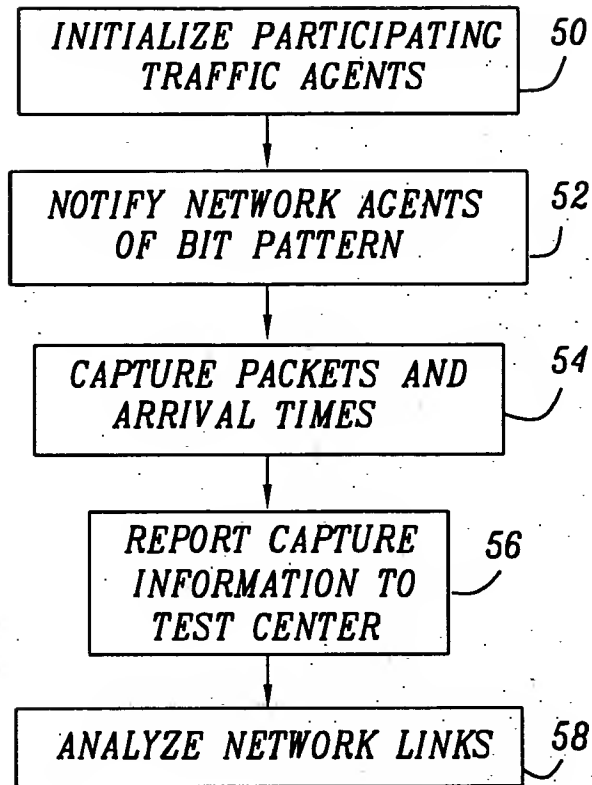 INITIALIZE PARTICIPATING
TRAFFIC AGENTS
50
NOTIFY NETWORK AGENTS
OF BIT PATTERN
52
CAPTURE PACKETS AND
ARRIVAL TIMES
54
REPORT CAPTURE
INFORMATION TO
TEST CENTER
56
ANALYZE NETWORK LINKS
58